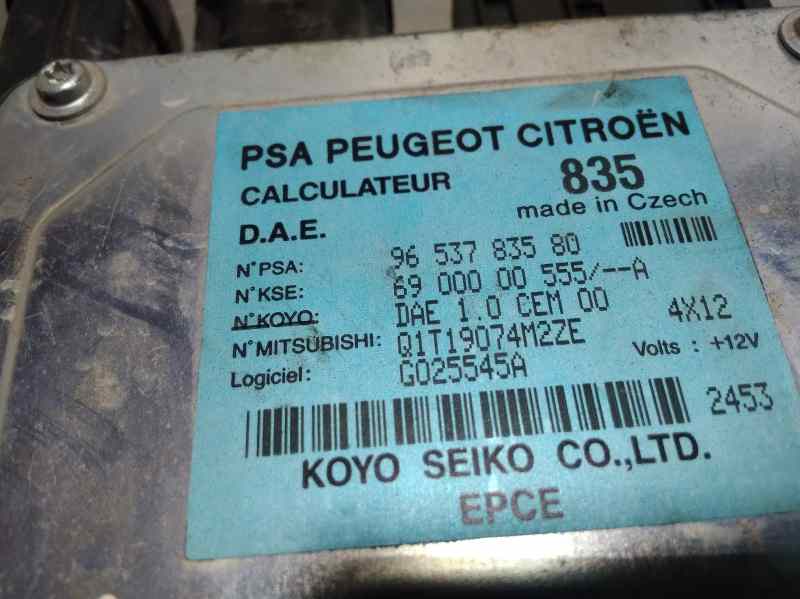 PSA PEUGEOT CITROËN
CALCULATEUR 835
made in Czech
D.A.E.
N°PSA: 96 537 835 80
N°KSE: 69 000 00 555/--A
N°KOYO: DAE 1.0 CEM 00 4X12
N°MITSUBISHI: Q1T19074M2ZE Volts : +12V
Logiciel: G025545A
2453
KOYO SEIKO CO.,LTD.
EPCE